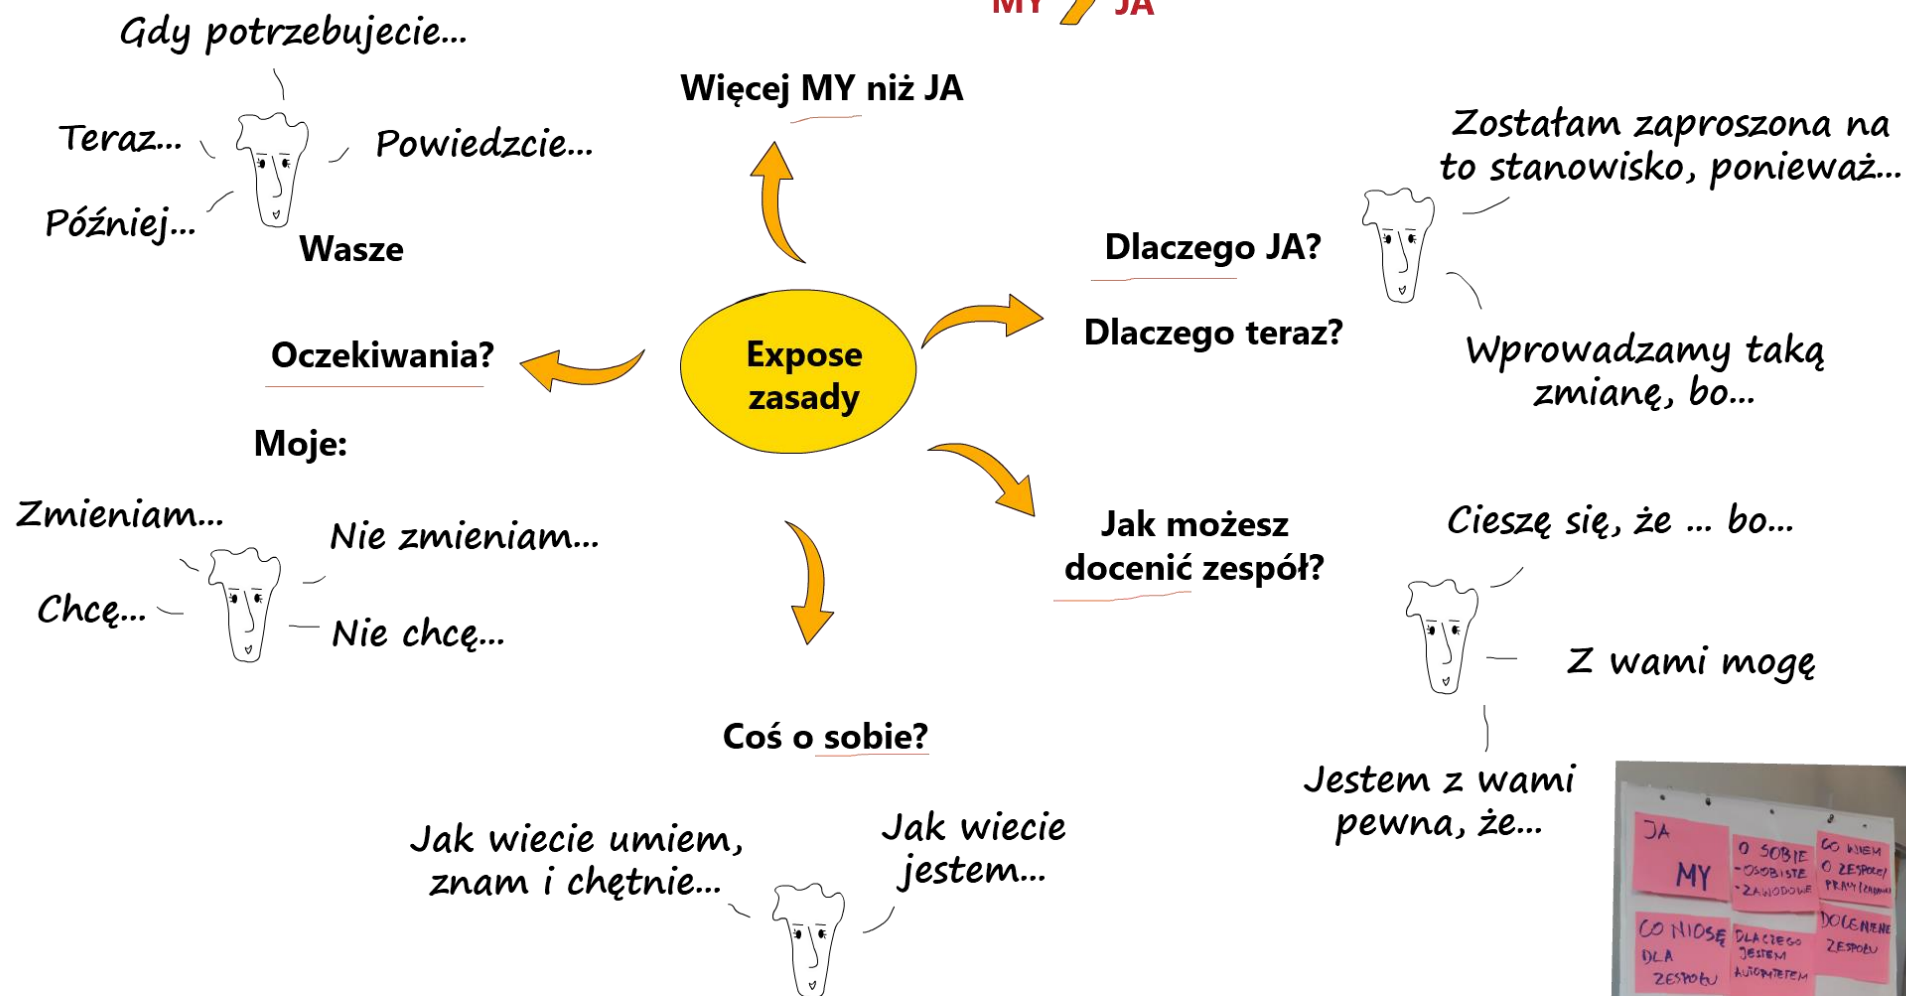 MY JA
Gdy potrzebujecie...
Teraz...
Powiedzcie...
Później...
Wasze
Więcej MY niż JA
Zostałam zaproszona na
to stanowisko, ponieważ...
Dlaczego JA?
Dlaczego teraz?
Wprowadzamy taką
zmianę, bo...
Oczekiwania?
Expose
zasady
Moje:
Zmieniam...
Nie zmieniam...
Chcę...
Nie chcę...
Jak możesz
docenić zespół?
Cieszę się, że ... bo...
Z wami mogę
Jestem z wami
pewna, że...
Coś o sobie?
Jak wiecie umiem,
znam i chętnie...
Jak wiecie
jestem...
JA
MY
O SOBIE
-OSOBISTE
-ZAWODOWE
CO WIEM
O ZESPOLE/
CO NIOSĘ
DLA
ZESPOŁU
DLACZEGO
JESTEM
AUTORYTETEM
DOCENIENIE
ZESPOŁU